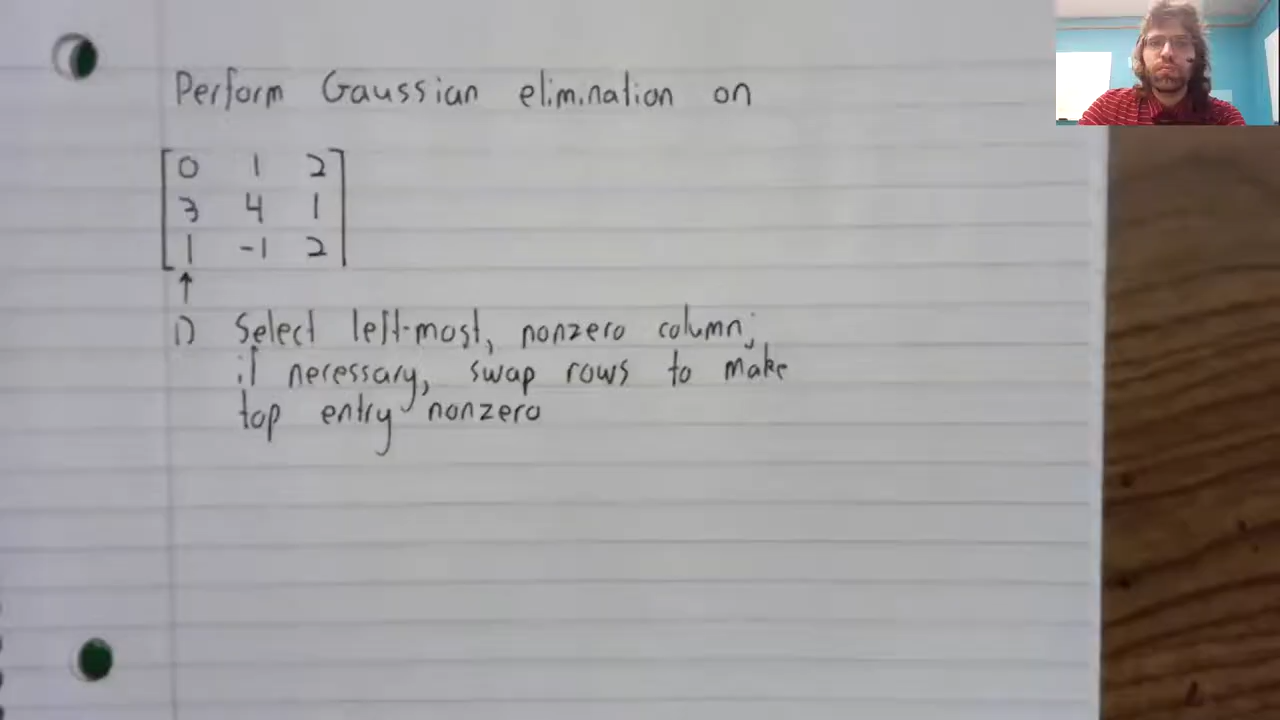 Perform Gaussian elimination on
0 1 2
3 4 1
1 -1 2
↑
1) Select left-most, nonzero column;
if necessary, swap rows to make
top entry nonzero